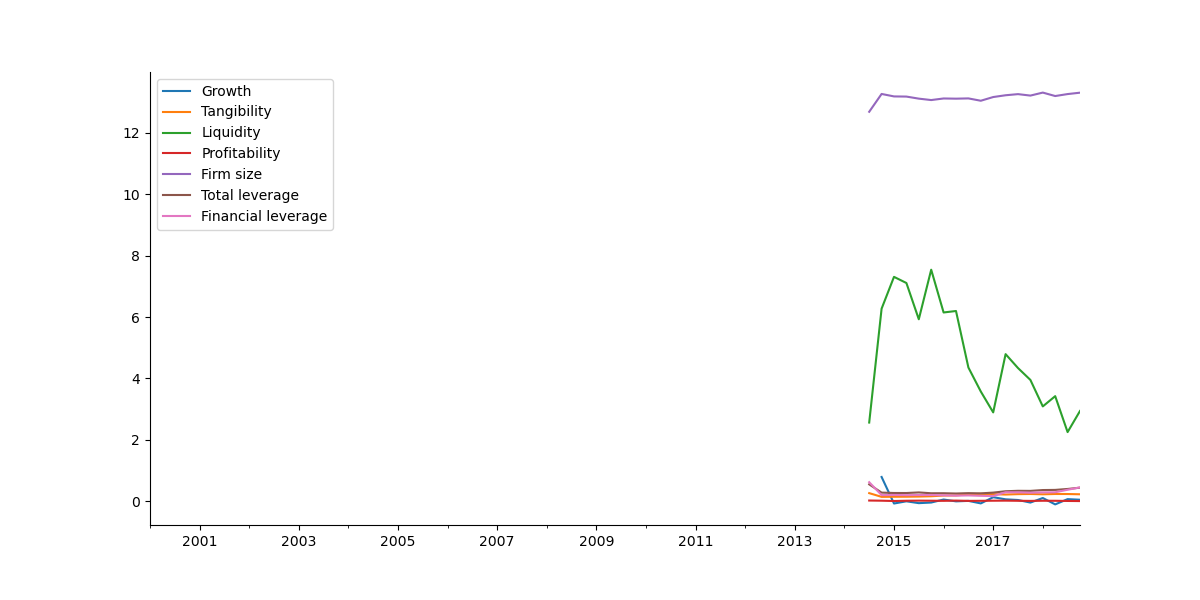 Growth
Tangibility
Liquidity
Profitability
Firm size
Total leverage
Financial leverage
12
10
8
6
4
2
0
2001 2003 2005 2007 2009 2011 2013 2015 2017